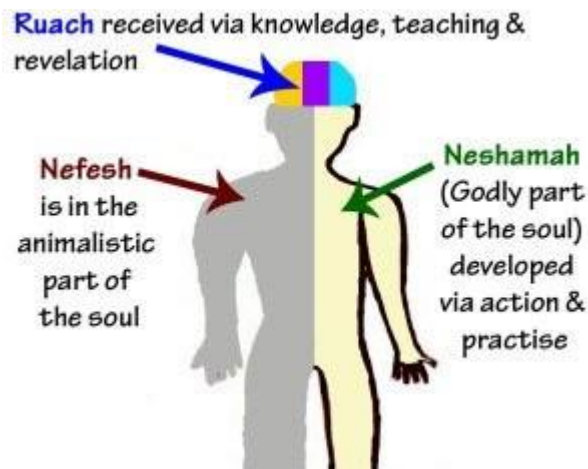 Ruach received via knowledge, teaching &
revelation
Nefesh
is in the
animalistic
part of
the soul
Neshamah
(Godly part
of the soul)
developed
via action &
practise